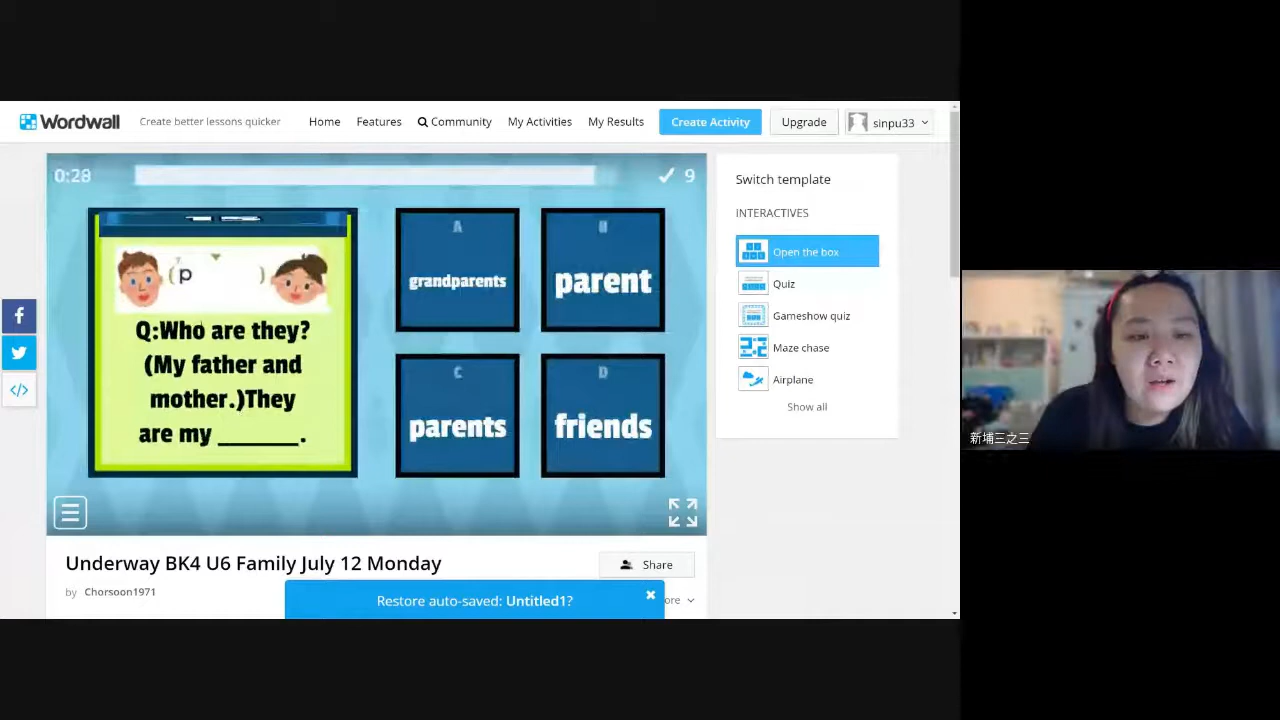 Wordwall
Create better lessons quicker
Home
Features
Community
My Activities
My Results
Create Activity
Upgrade
sinpu33
0:28
9
(p )
Q:Who are they?
(My father and
mother.)They
are my ______.
A
grandparents
B
parent
C
parents
D
friends
Switch template
INTERACTIVES
Open the box
Quiz
Gameshow quiz
Maze chase
Airplane
Show all
Underway BK4 U6 Family July 12 Monday
Share
by Chorsoon1971
Restore auto-saved: Untitled1?
ore
新埔三之三